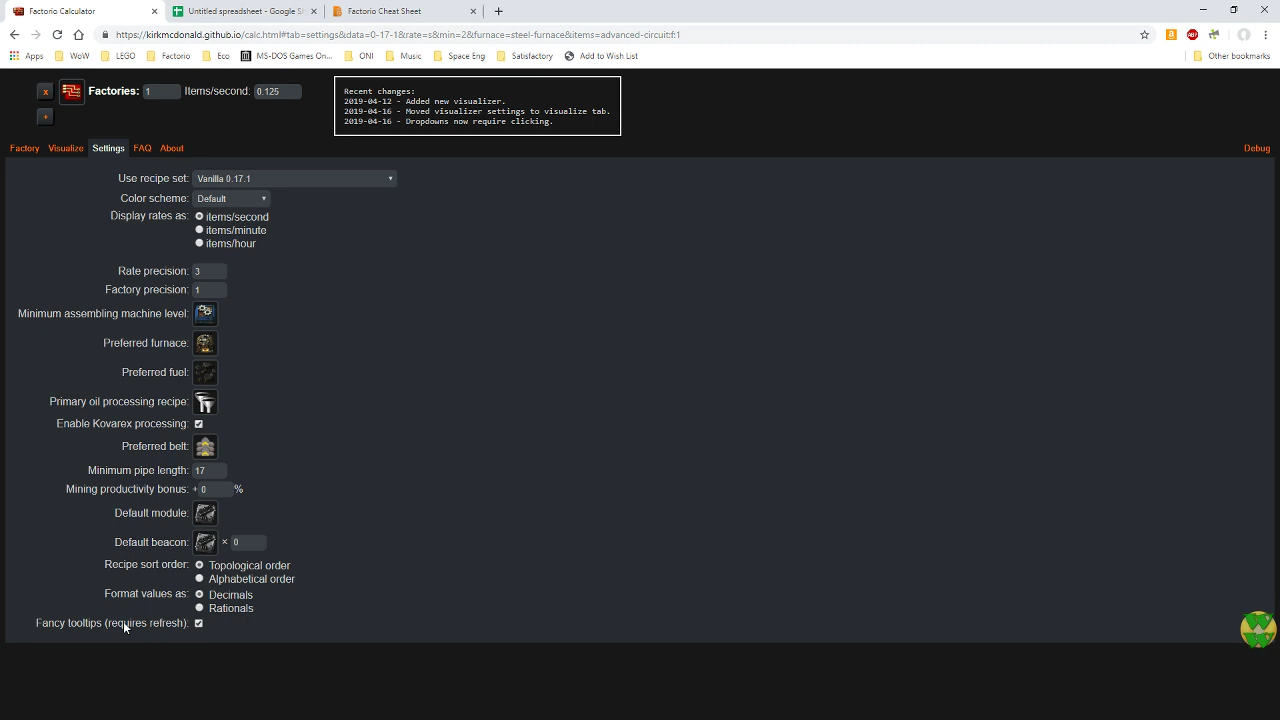 Factorio Calculator
Untitled spreadsheet - Google S
Factorio Cheat Sheet
https://kirkmcdonald.github.io/calc.html#tab=settings&data=0-17-1&rate=s&min=2&furnace=steel-furnace&items=advanced-circuit:f:1
Apps WoW LEGO Factorio Eco MS-DOS Games On... ONI Music Space Eng Satisfactory Add to Wish List Other bookmarks
x Factories: 1 Items/second: 0.125
+
Recent changes:
2019-04-12 - Added new visualizer.
2019-04-16 - Moved visualizer settings to visualize tab.
2019-04-16 - Dropdowns now require clicking.
Factory Visualize Settings FAQ About Debug
Use recipe set: Vanilla 0.17.1
Color scheme: Default
Display rates as: items/second
items/minute
items/hour
Rate precision: 3
Factory precision: 1
Minimum assembling machine level:
Preferred furnace:
Preferred fuel:
Primary oil processing recipe:
Enable Kovarex processing:
Preferred belt:
Minimum pipe length: 17
Mining productivity bonus: + 0 %
Default module:
Default beacon: × 0
Recipe sort order: Topological order
Alphabetical order
Format values as: Decimals
Rationals
Fancy tooltips (requires refresh):